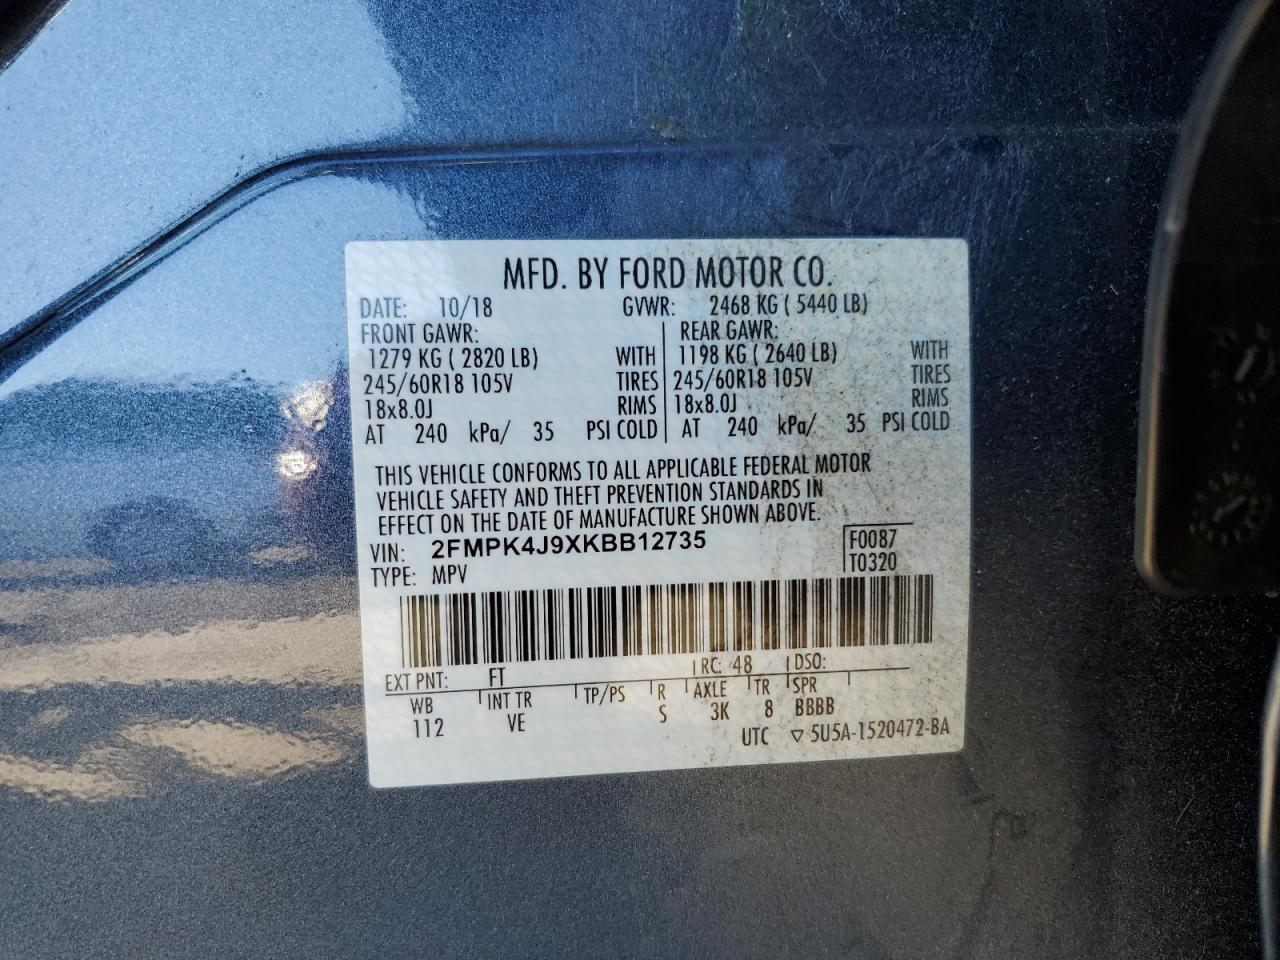 MFD. BY FORD MOTOR CO.
DATE: 10/18 GVWR: 2468 KG ( 5440 LB)
FRONT GAWR: REAR GAWR:
1279 KG ( 2820 LB) WITH 1198 KG ( 2640 LB) WITH
245/60R18 105V TIRES 245/60R18 105V TIRES
18x8.0J RIMS 18x8.0J RIMS
AT 240 kPa/ 35 PSI COLD AT 240 kPa/ 35 PSI COLD
THIS VEHICLE CONFORMS TO ALL APPLICABLE FEDERAL MOTOR
VEHICLE SAFETY AND THEFT PREVENTION STANDARDS IN
EFFECT ON THE DATE OF MANUFACTURE SHOWN ABOVE.
VIN: 2FMPK4J9XKBB12735 F0087
TYPE: MPV T0320
EXT PNT: FT RC: 48 DSO:
WB INT TR TP/PS R AXLE TR SPR
112 VE S 3K 8 BBBB
UTC ▽ 5U5A-1520472-BA